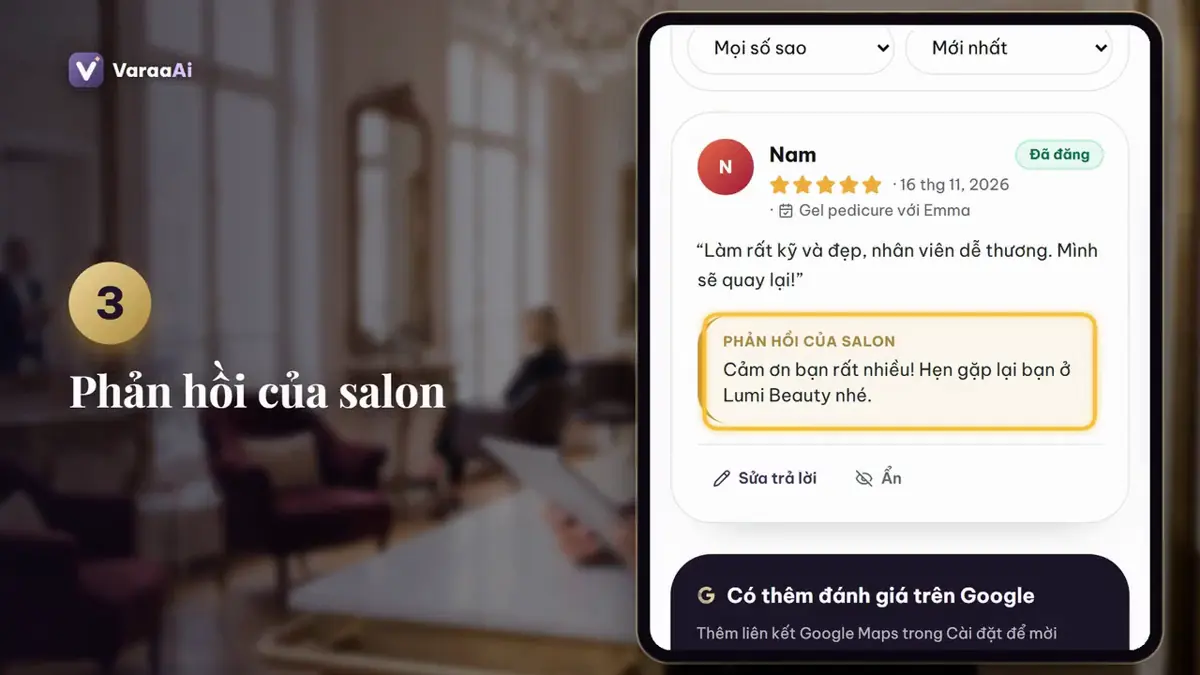 VaraaAi
3
Phản hồi của salon
Mọi số sao
Mới nhất
N
Nam
Đã đăng
· 16 thg 11, 2026
· Gel pedicure với Emma
“Làm rất kỹ và đẹp, nhân viên dễ thương. Mình
sẽ quay lại!”
PHẢN HỒI CỦA SALON
Cảm ơn bạn rất nhiều! Hẹn gặp lại bạn ở
Lumi Beauty nhé.
Sửa trả lời
Ẩn
G Có thêm đánh giá trên Google
Thêm liên kết Google Maps trong Cài đặt để mời